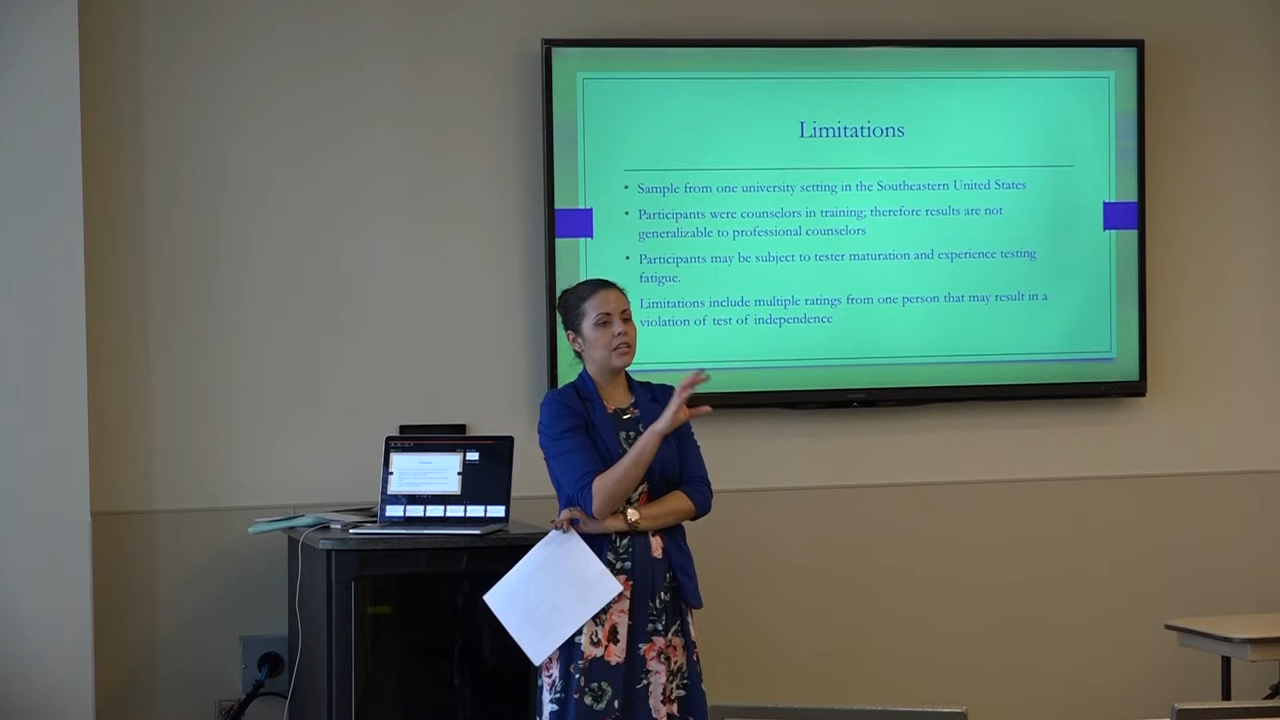 Limitations
Sample from one university setting in the Southeastern United States
Participants were counselors in training; therefore results are not
generalizable to professional counselors
Participants may be subject to tester maturation and experience testing
fatigue.
Limitations include multiple ratings from one person that may result in a
violation of test of independence